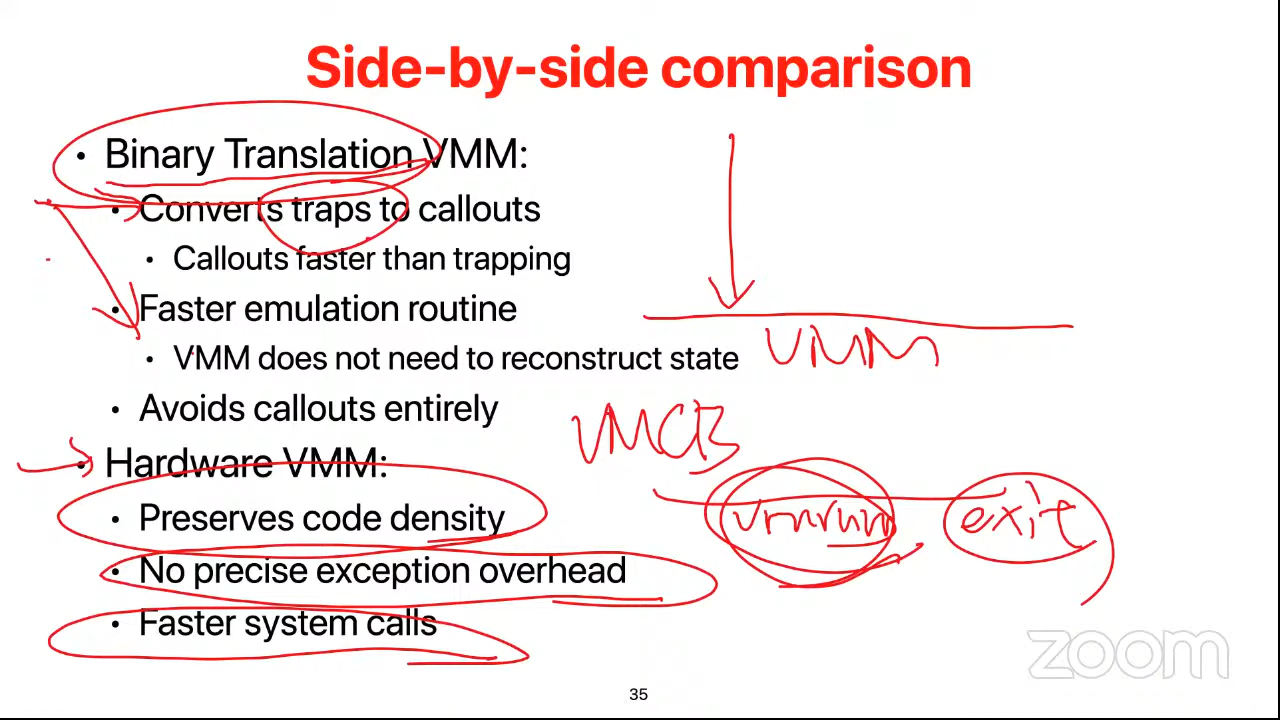 Side-by-side comparison
• Binary Translation VMM:
• Converts traps to callouts
• Callouts faster than trapping
• Faster emulation routine
• VMM does not need to reconstruct state
VMM
• Avoids callouts entirely
VMCB
• Hardware VMM:
• Preserves code density
vmrun exit
• No precise exception overhead
• Faster system calls
zoom
35